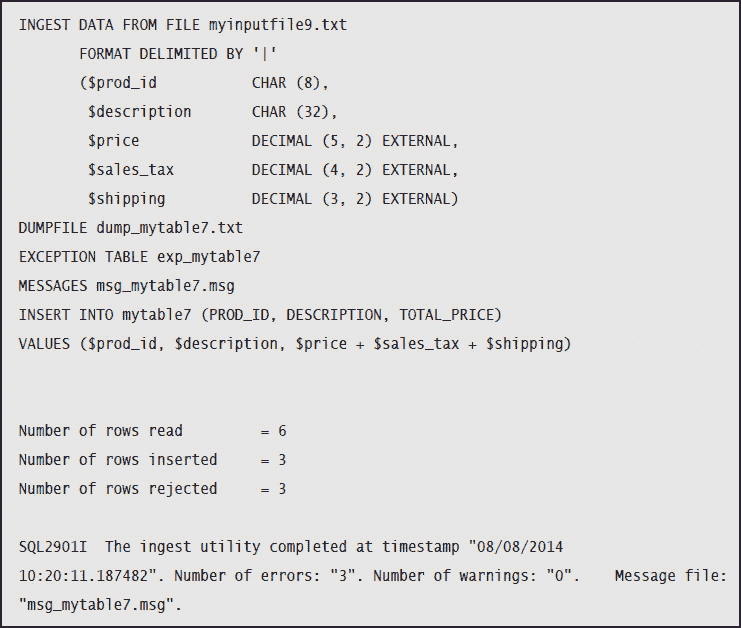 INGEST DATA FROM FILE myinputfile9.txt
FORMAT DELIMITED BY '|'
($prod_id CHAR (8),
$description CHAR (32),
$price DECIMAL (5, 2) EXTERNAL,
$sales_tax DECIMAL (4, 2) EXTERNAL,
$shipping DECIMAL (3, 2) EXTERNAL)
DUMPFILE dump_mytable7.txt
EXCEPTION TABLE exp_mytable7
MESSAGES msg_mytable7.msg
INSERT INTO mytable7 (PROD_ID, DESCRIPTION, TOTAL_PRICE)
VALUES ($prod_id, $description, $price + $sales_tax + $shipping)
Number of rows read = 6
Number of rows inserted = 3
Number of rows rejected = 3
SQL2901I The ingest utility completed at timestamp "08/08/2014
10:20:11.187482". Number of errors: "3". Number of warnings: "0". Message file:
"msg_mytable7.msg".